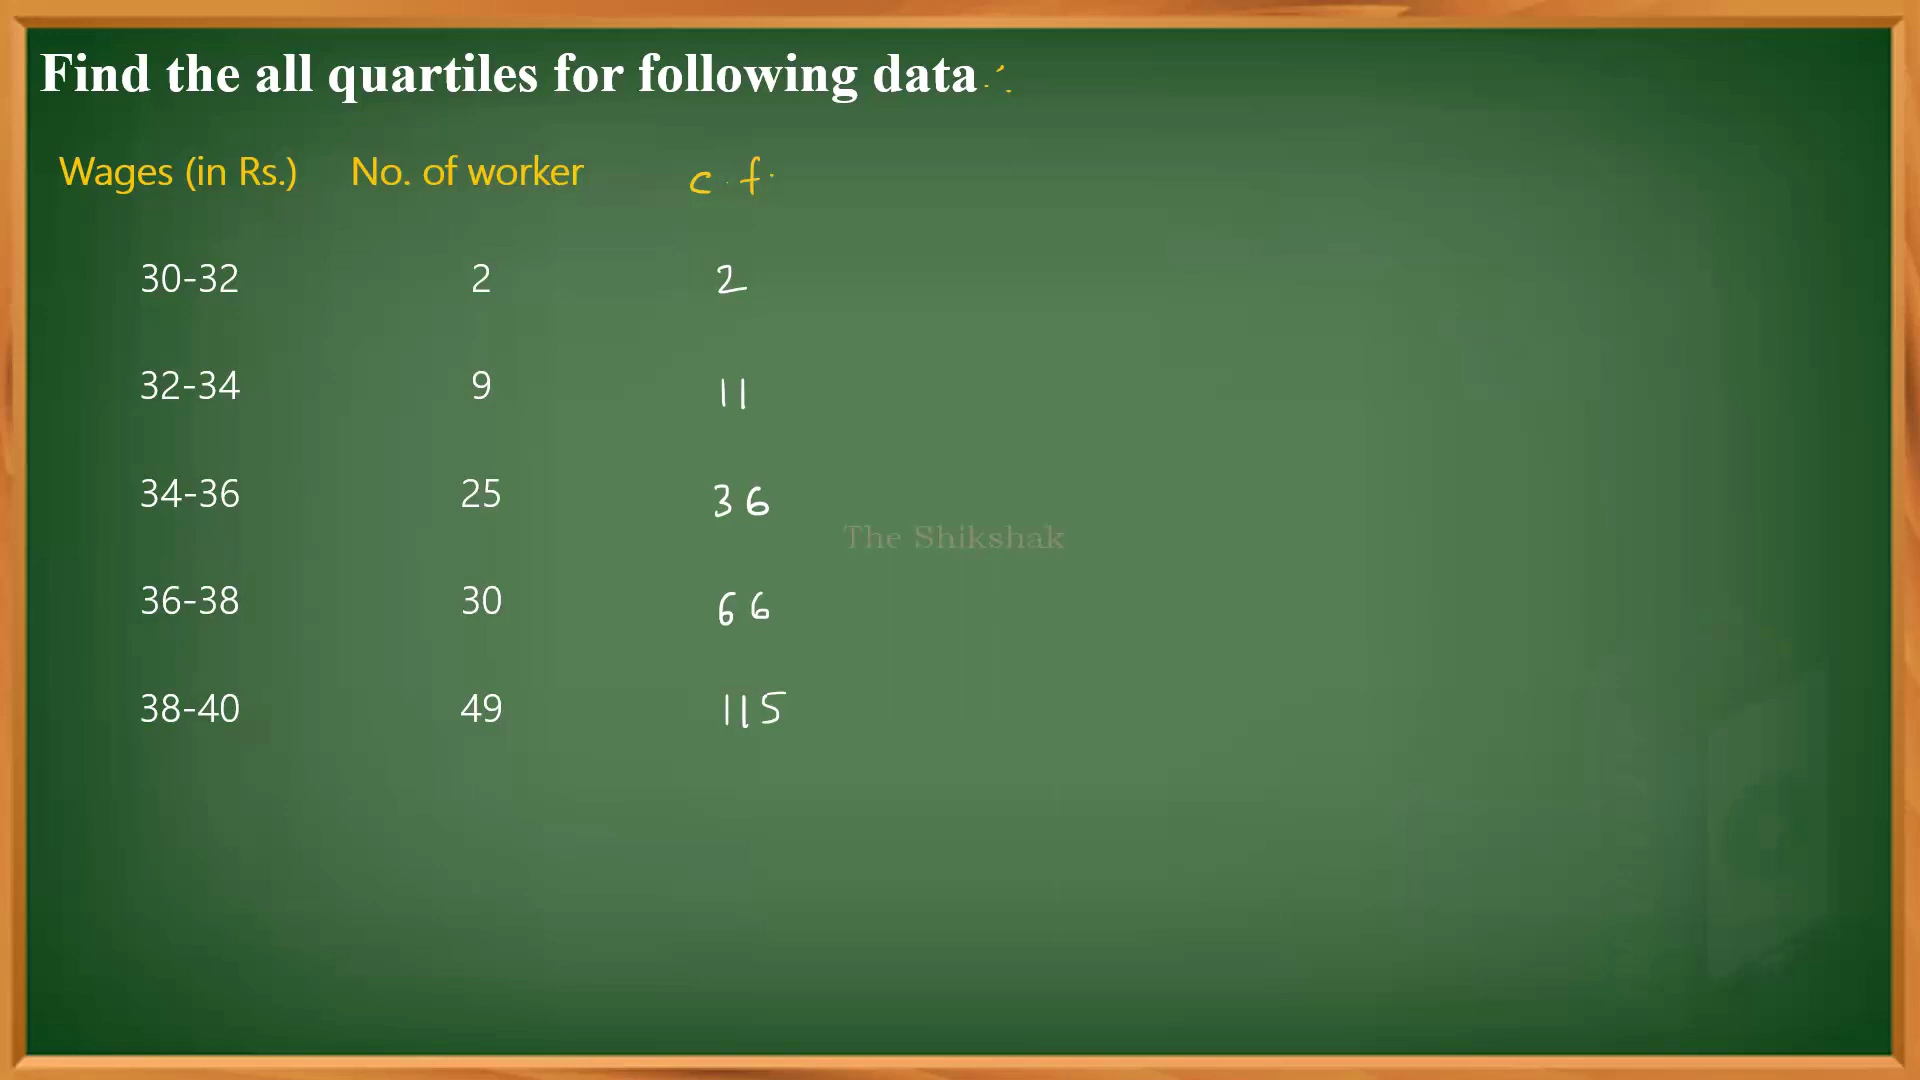 Find the all quartiles for following data :
Wages (in Rs.) No. of worker c.f.
30-32 2 2
32-34 9 11
34-36 25 36
The Shikshak
36-38 30 66
38-40 49 115